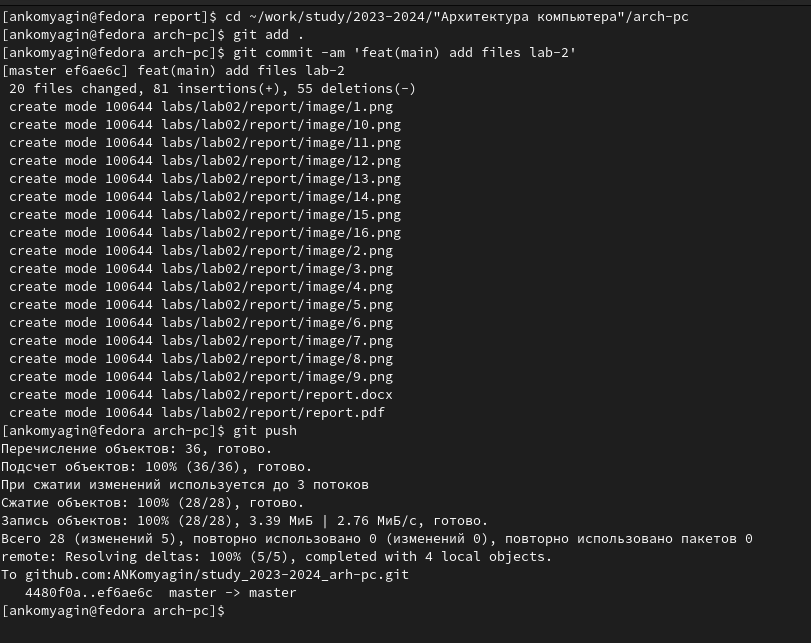 [ankomyagin@fedora report]$ cd ~/work/study/2023-2024/"Архитектура компьютера"/arch-pc
[ankomyagin@fedora arch-pc]$ git add .
[ankomyagin@fedora arch-pc]$ git commit -am 'feat(main) add files lab-2'
[master ef6ae6c] feat(main) add files lab-2
 20 files changed, 81 insertions(+), 55 deletions(-)
 create mode 100644 labs/lab02/report/image/1.png
 create mode 100644 labs/lab02/report/image/10.png
 create mode 100644 labs/lab02/report/image/11.png
 create mode 100644 labs/lab02/report/image/12.png
 create mode 100644 labs/lab02/report/image/13.png
 create mode 100644 labs/lab02/report/image/14.png
 create mode 100644 labs/lab02/report/image/15.png
 create mode 100644 labs/lab02/report/image/16.png
 create mode 100644 labs/lab02/report/image/2.png
 create mode 100644 labs/lab02/report/image/3.png
 create mode 100644 labs/lab02/report/image/4.png
 create mode 100644 labs/lab02/report/image/5.png
 create mode 100644 labs/lab02/report/image/6.png
 create mode 100644 labs/lab02/report/image/7.png
 create mode 100644 labs/lab02/report/image/8.png
 create mode 100644 labs/lab02/report/image/9.png
 create mode 100644 labs/lab02/report/report.docx
 create mode 100644 labs/lab02/report/report.pdf
[ankomyagin@fedora arch-pc]$ git push
Перечисление объектов: 36, готово.
Подсчет объектов: 100% (36/36), готово.
При сжатии изменений используется до 3 потоков
Сжатие объектов: 100% (28/28), готово.
Запись объектов: 100% (28/28), 3.39 МиБ | 2.76 МиБ/с, готово.
Всего 28 (изменений 5), повторно использовано 0 (изменений 0), повторно использовано пакетов 0
remote: Resolving deltas: 100% (5/5), completed with 4 local objects.
To github.com:ANKomyagin/study_2023-2024_arh-pc.git
   4480f0a..ef6ae6c  master -> master
[ankomyagin@fedora arch-pc]$